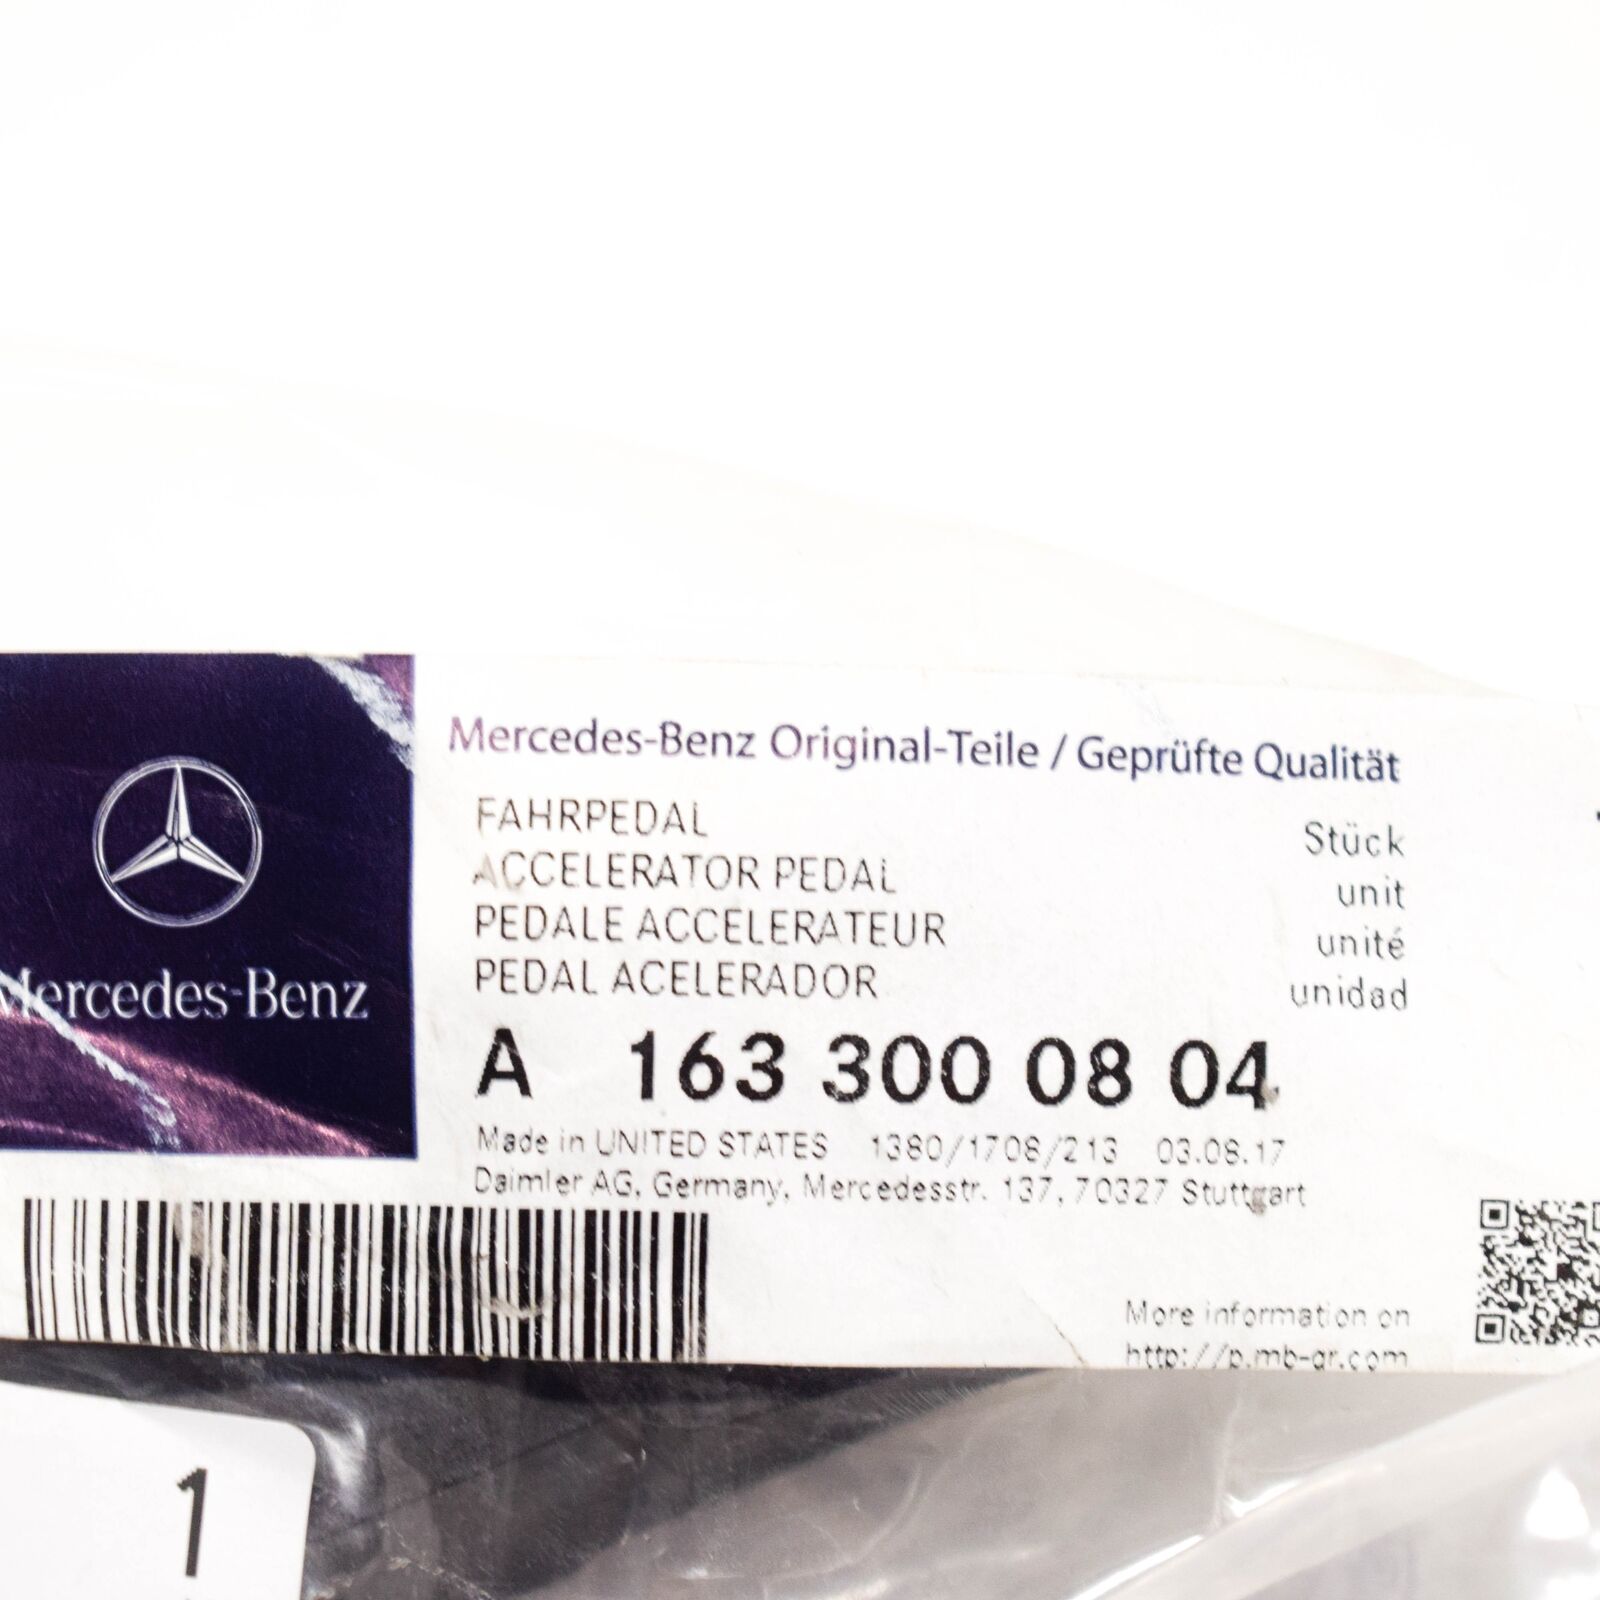 Mercedes-Benz
Mercedes-Benz Original-Teile / Geprüfte Qualität
FAHRPEDAL
ACCELERATOR PEDAL
PEDALE ACCELERATEUR
PEDAL ACELERADOR
Stück
unit
unité
unidad
A 163 300 08 04
Made in UNITED STATES 1380/1708/213 03.08.17
Daimler AG, Germany, Mercedesstr. 137, 70327 Stuttgart
More information on
http://p.mb-qr.com
1